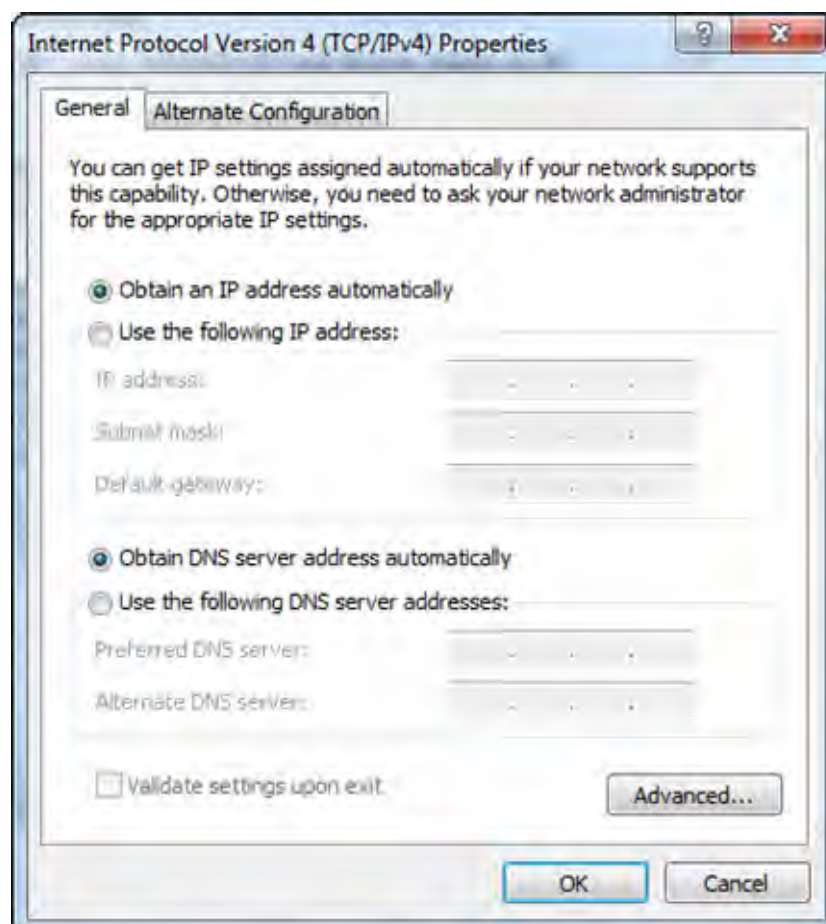 Internet Protocol Version 4 (TCP/IPv4) Properties
General
Alternate Configuration
You can get IP settings assigned automatically if your network supports
this capability. Otherwise, you need to ask your network administrator
for the appropriate IP settings.
Obtain an IP address automatically
Use the following IP address:
IP address:
Subnet mask:
Default gateway:
Obtain DNS server address automatically
Use the following DNS server addresses:
Preferred DNS server:
Alternate DNS server:
Validate settings upon exit
Advanced...
OK
Cancel